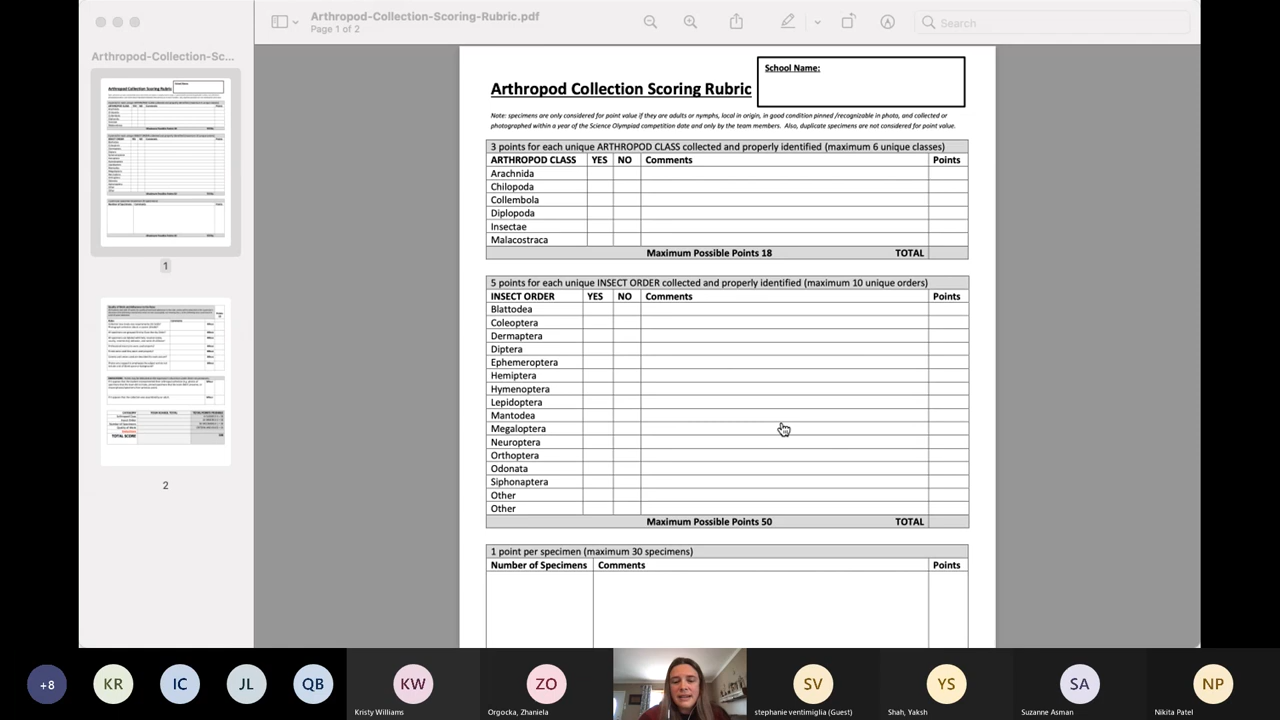 Arthropod-Collection-Scoring-Rubric.pdf
Page 1 of 2
Search
Arthropod-Collection-Sc...
1
2
School Name:
Arthropod Collection Scoring Rubric
Note: specimens are only considered for point value if they are adults or nymphs, local in origin, in good condition pinned /recognizable in photo, and collected or
photographed within a year of the Science Olympiad competition date and only by the team members. Also, duplicate specimens are not considered for point value.
3 points for each unique ARTHROPOD CLASS collected and properly identified (maximum 6 unique classes)
ARTHROPOD CLASS YES NO Comments Points
Arachnida
Chilopoda
Collembola
Diplopoda
Insectae
Malacostraca
Maximum Possible Points 18 TOTAL
5 points for each unique INSECT ORDER collected and properly identified (maximum 10 unique orders)
INSECT ORDER YES NO Comments Points
Blattodea
Coleoptera
Dermaptera
Diptera
Ephemeroptera
Hemiptera
Hymenoptera
Lepidoptera
Mantodea
Megaloptera
Neuroptera
Orthoptera
Odonata
Siphonaptera
Other
Other
Maximum Possible Points 50 TOTAL
1 point per specimen (maximum 30 specimens)
Number of Specimens Comments Points
+8 KR IC JL QB KW ZO SV YS SA NP
Kristy Williams Orgocka, Zhaniela stephanie ventimiglia (Guest) Shah, Yaksh Suzanne Asman Nikita Patel